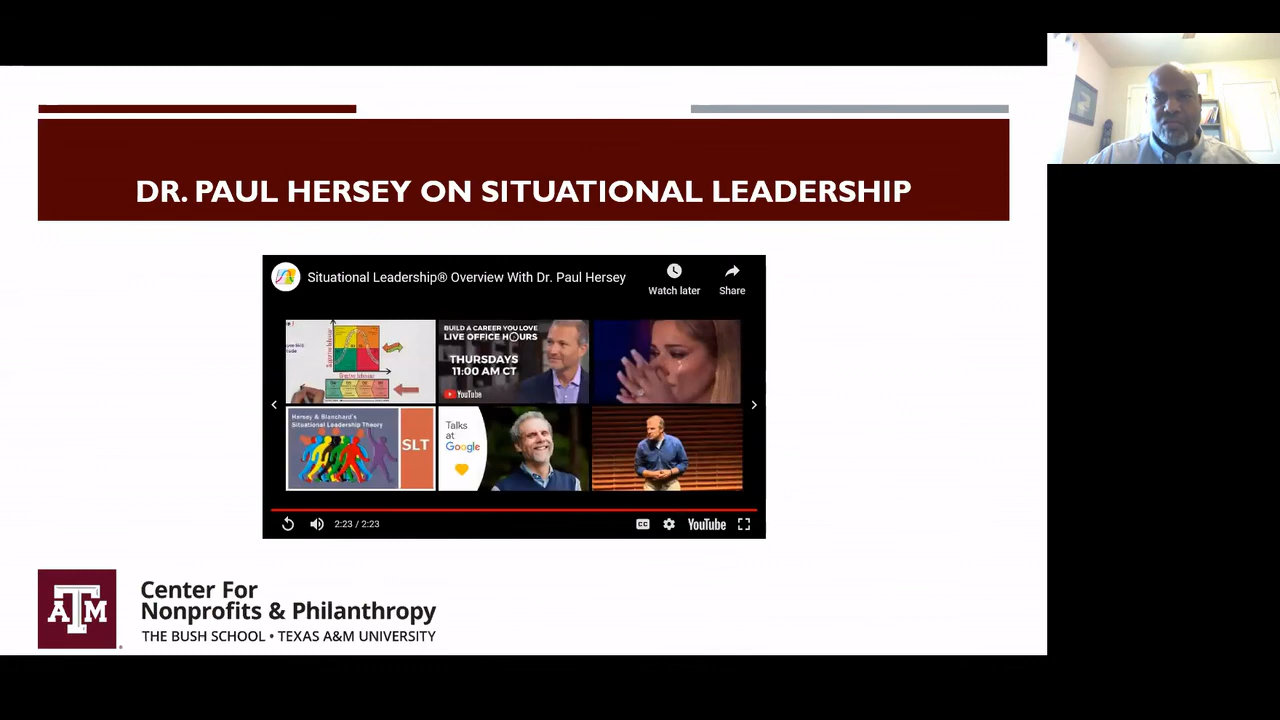 DR. PAUL HERSEY ON SITUATIONAL LEADERSHIP
Situational Leadership® Overview With Dr. Paul Hersey
Watch later
Share
BUILD A CAREER YOU LOVE
LIVE OFFICE HOURS
THURSDAYS
11:00 AM CT
YouTube
Hersey & Blanchard's
Situational Leadership Theory
SLT
Talks
at
Google
2:23 / 2:23
CC
YouTube
ATM
Center For
Nonprofits & Philanthropy
THE BUSH SCHOOL • TEXAS A&M UNIVERSITY